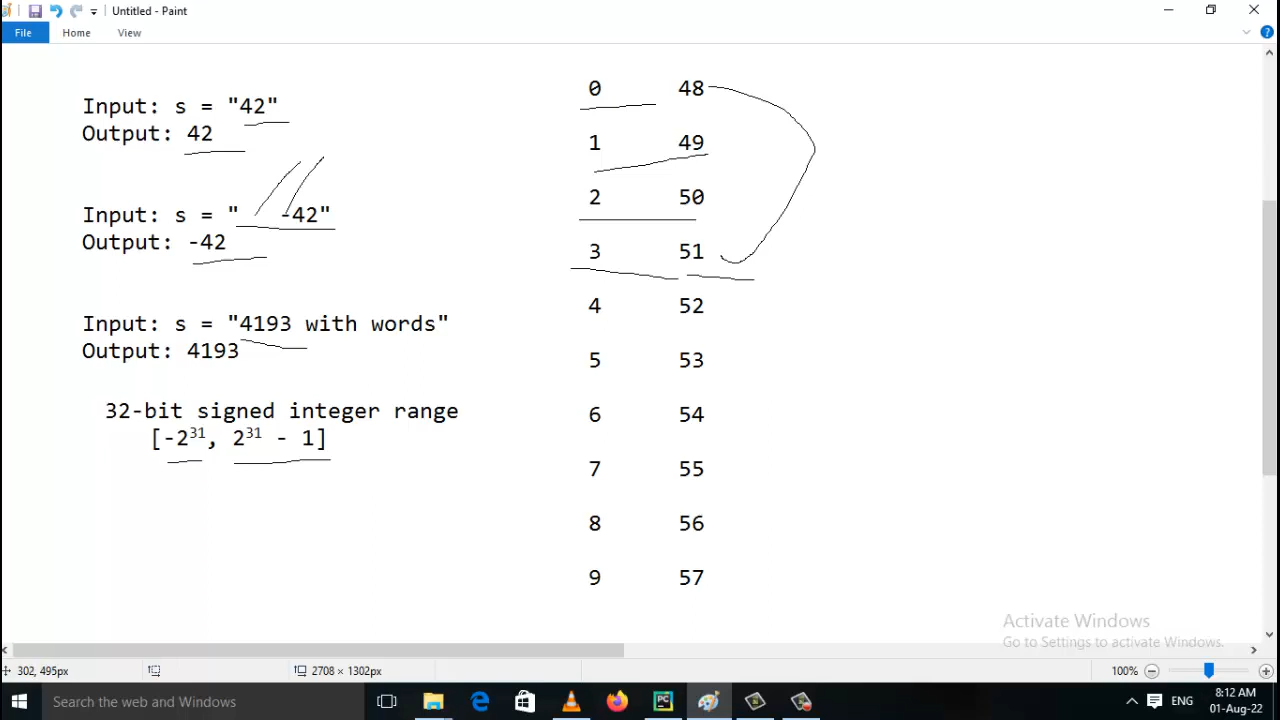 Untitled - Paint
File Home View
Input: s = "42"
Output: 42
Input: s = "   -42"
Output: -42
Input: s = "4193 with words"
Output: 4193
32-bit signed integer range
[-2³¹, 2³¹ - 1]
0 48
1 49
2 50
3 51
4 52
5 53
6 54
7 55
8 56
9 57
Activate Windows
Go to Settings to activate Windows.
302, 495px 2708 × 1302px 100%
Search the web and Windows
PC
ENG
8:12 AM
01-Aug-22